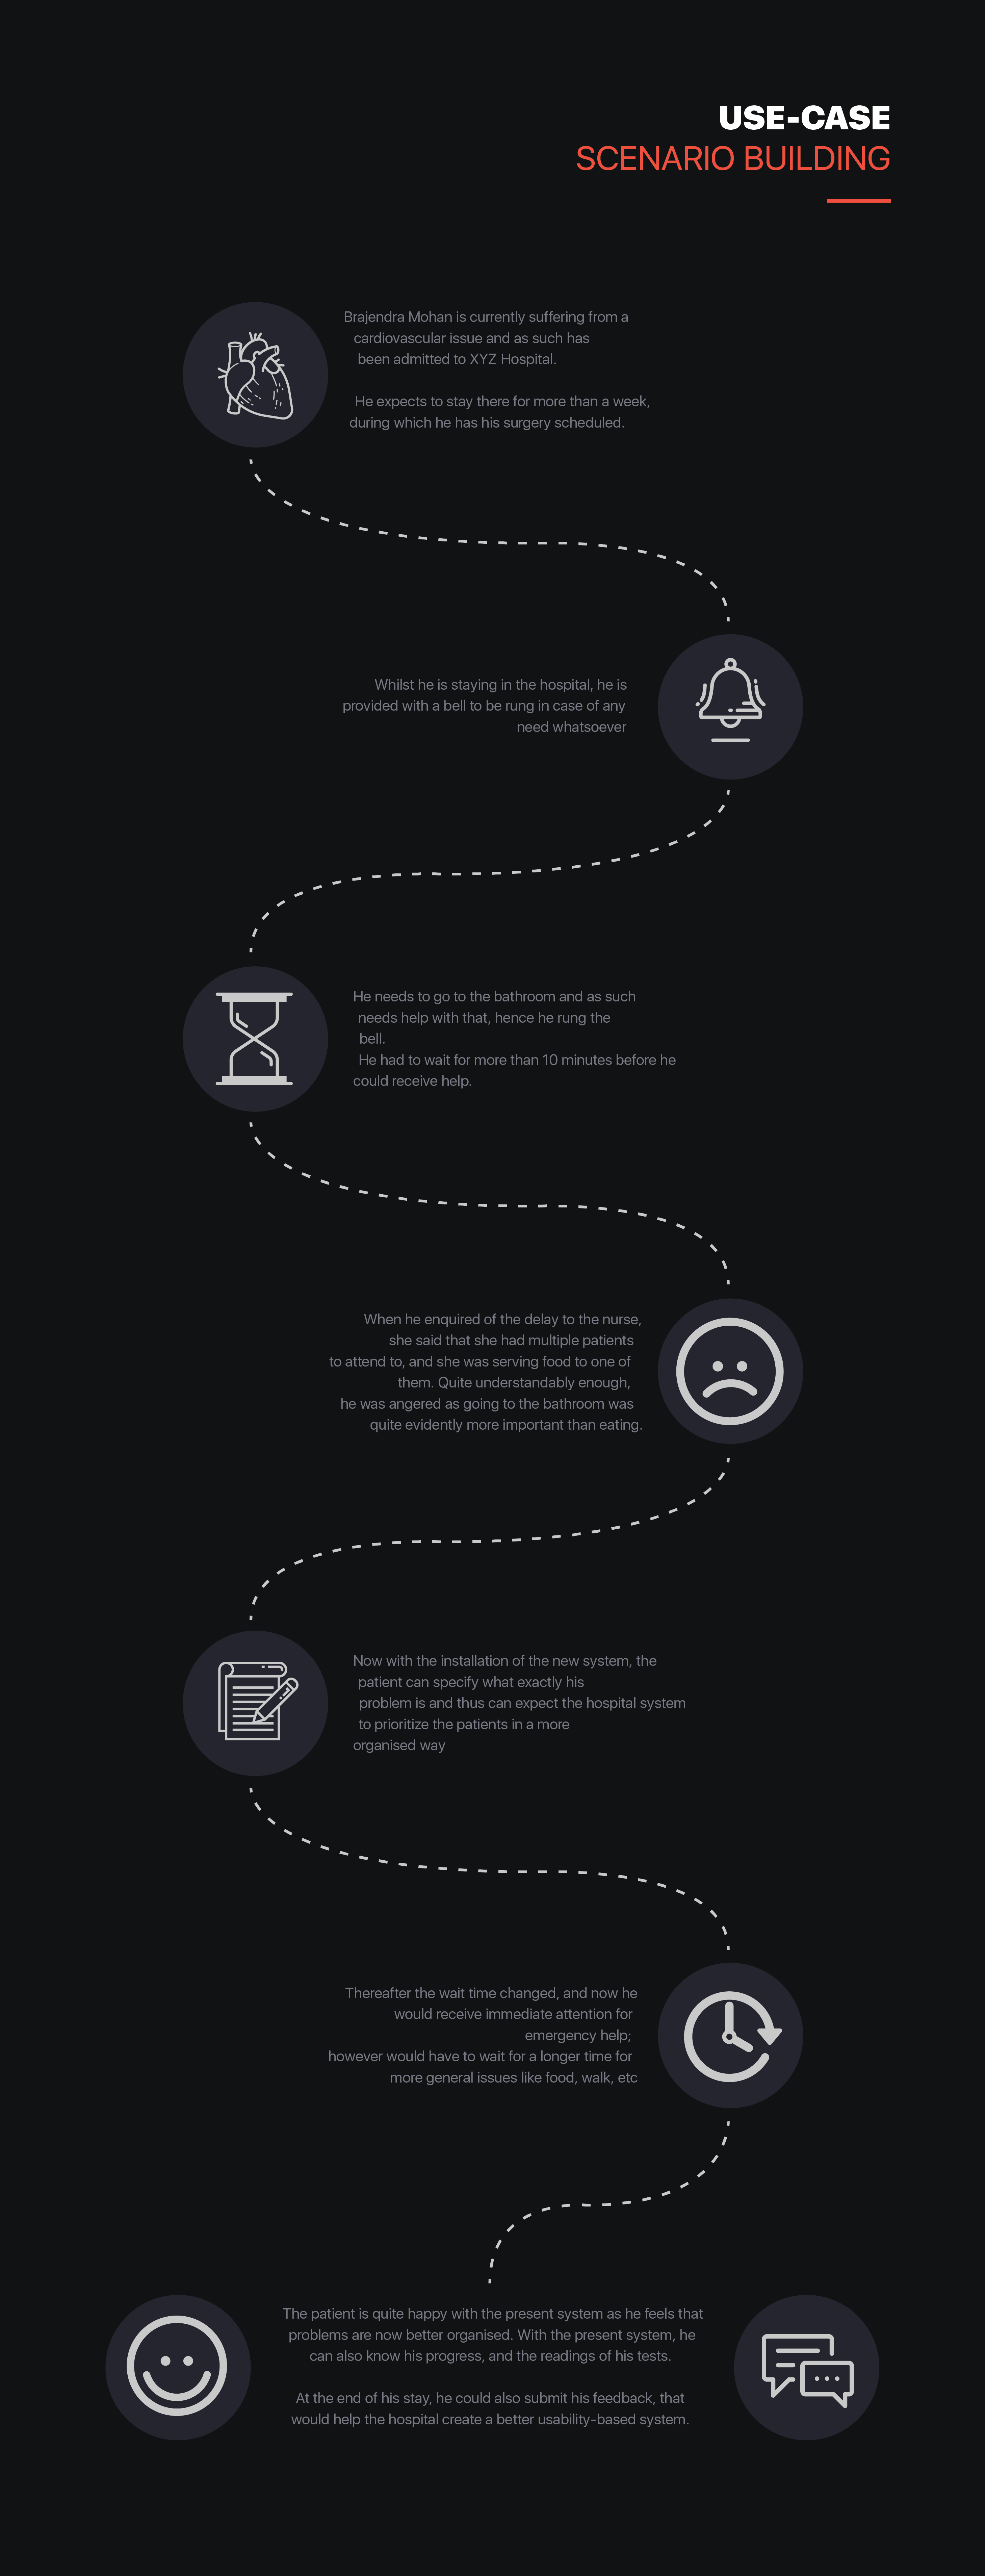 USE-CASE
SCENARIO BUILDING
Brajendra Mohan is currently suffering from a
cardiovascular issue and as such has
been admitted to XYZ Hospital.
He expects to stay there for more than a week,
during which he has his surgery scheduled.
Whilst he is staying in the hospital, he is
provided with a bell to be rung in case of any
need whatsoever
He needs to go to the bathroom and as such
needs help with that, hence he rung the
bell.
He had to wait for more than 10 minutes before he
could receive help.
When he enquired of the delay to the nurse,
she said that she had multiple patients
to attend to, and she was serving food to one of
them. Quite understandably enough,
he was angered as going to the bathroom was
quite evidently more important than eating.
Now with the installation of the new system, the
patient can specify what exactly his
problem is and thus can expect the hospital system
to prioritize the patients in a more
organised way
Thereafter the wait time changed, and now he
would receive immediate attention for
emergency help;
however would have to wait for a longer time for
more general issues like food, walk, etc
The patient is quite happy with the present system as he feels that
problems are now better organised. With the present system, he
can also know his progress, and the readings of his tests.
At the end of his stay, he could also submit his feedback, that
would help the hospital create a better usability-based system.